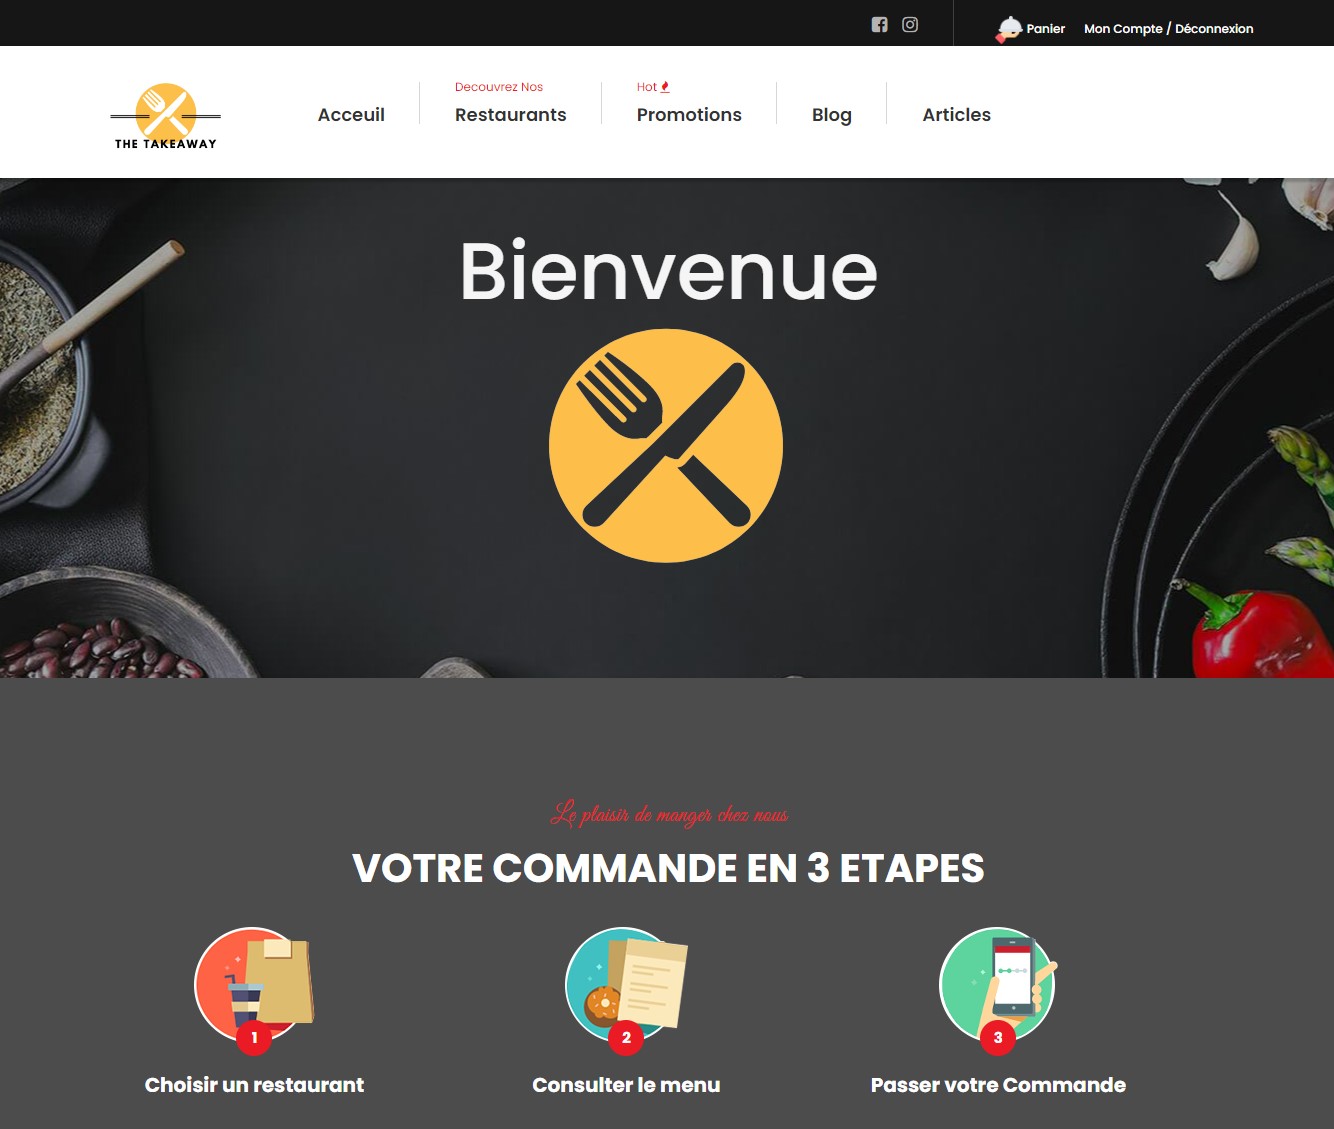 Panier
Mon Compte / Déconnexion
THE TAKEAWAY
Acceuil
Decouvrez Nos
Restaurants
Hot
Promotions
Blog
Articles
Bienvenue
Le plaisir de manger chez nous
VOTRE COMMANDE EN 3 ETAPES
1
Choisir un restaurant
2
Consulter le menu
3
Passer votre Commande